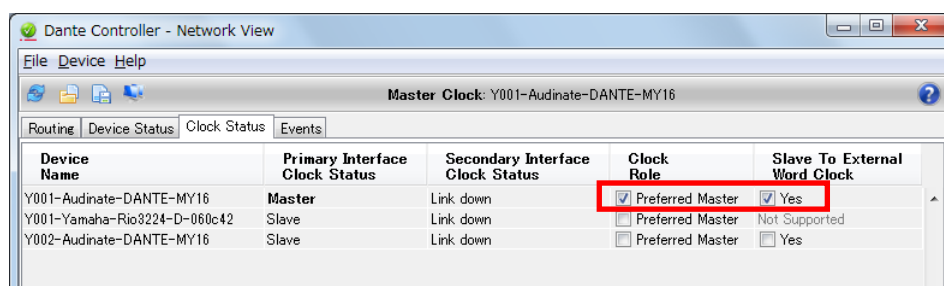 Dante Controller - Network View
File Device Help
Master Clock: Y001-Audinate-DANTE-MY16
Routing Device Status Clock Status Events
Device Name Primary Interface Clock Status Secondary Interface Clock Status Clock Role Slave To External Word Clock
Y001-Audinate-DANTE-MY16 Master Link down Preferred Master Yes
Y001-Yamaha-Rio3224-D-060c42 Slave Link down Preferred Master Not Supported
Y002-Audinate-DANTE-MY16 Slave Link down Preferred Master Yes